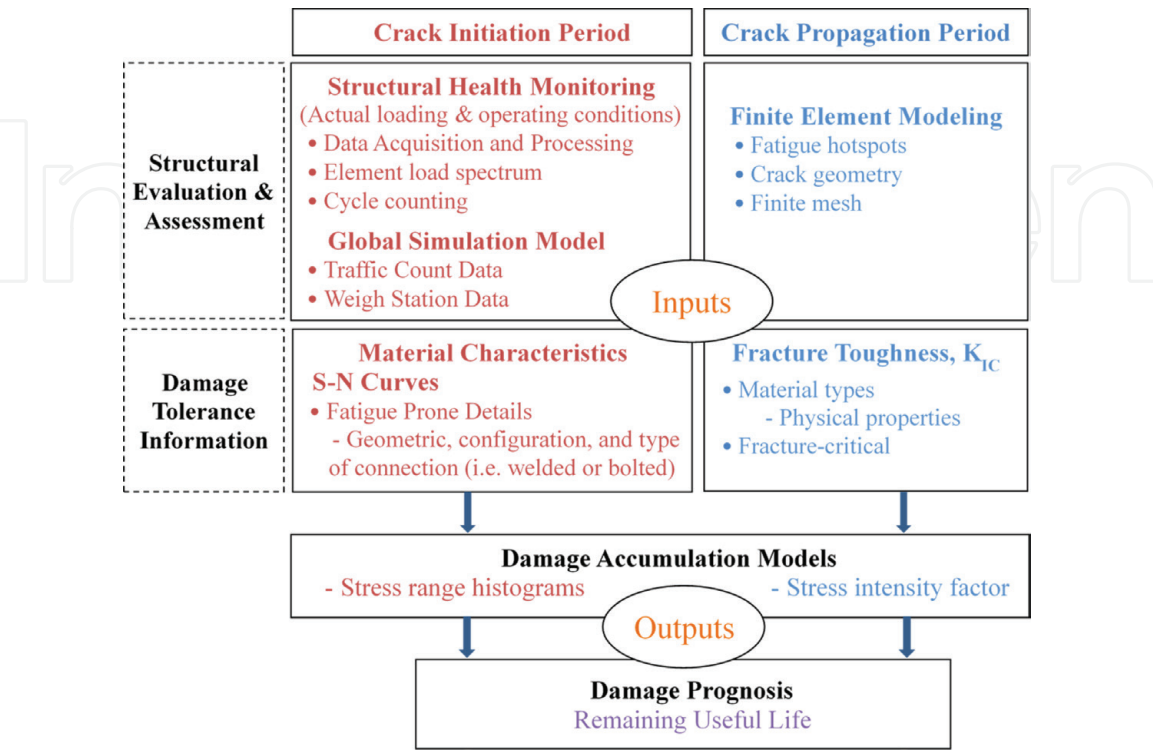 Crack Initiation Period
Crack Propagation Period
Structural
Evaluation &
Assessment
Structural Health Monitoring
(Actual loading & operating conditions)
• Data Acquisition and Processing
• Element load spectrum
• Cycle counting
Global Simulation Model
• Traffic Count Data
• Weigh Station Data
Finite Element Modeling
• Fatigue hotspots
• Crack geometry
• Finite mesh
Inputs
Damage
Tolerance
Information
Material Characteristics
S-N Curves
• Fatigue Prone Details
- Geometric, configuration, and type
of connection (i.e. welded or bolted)
Fracture Toughness, K_IC
• Material types
- Physical properties
• Fracture-critical
Damage Accumulation Models
- Stress range histograms
- Stress intensity factor
Outputs
Damage Prognosis
Remaining Useful Life